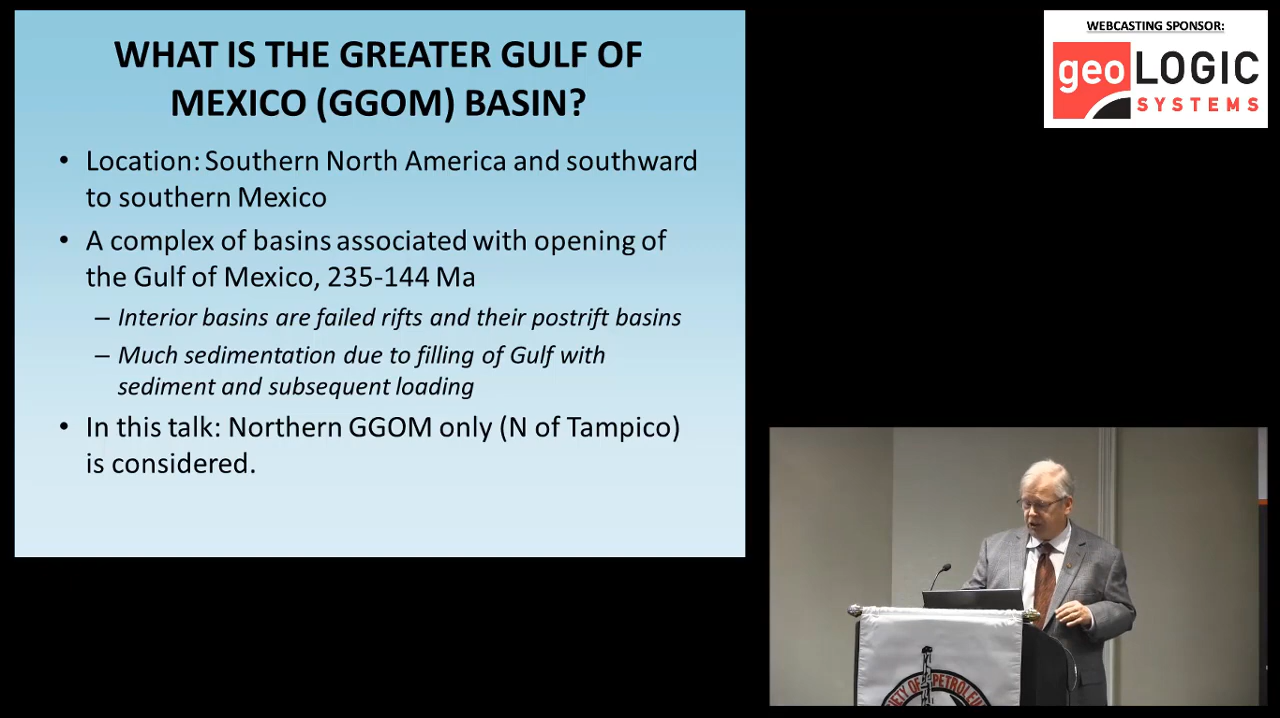 WHAT IS THE GREATER GULF OF
MEXICO (GGOM) BASIN?
• Location: Southern North America and southward
to southern Mexico
• A complex of basins associated with opening of
the Gulf of Mexico, 235-144 Ma
– Interior basins are failed rifts and their postrift basins
– Much sedimentation due to filling of Gulf with
sediment and subsequent loading
• In this talk: Northern GGOM only (N of Tampico)
is considered.
WEBCASTING SPONSOR:
geoLOGIC
SYSTEMS
OF PETROLEU